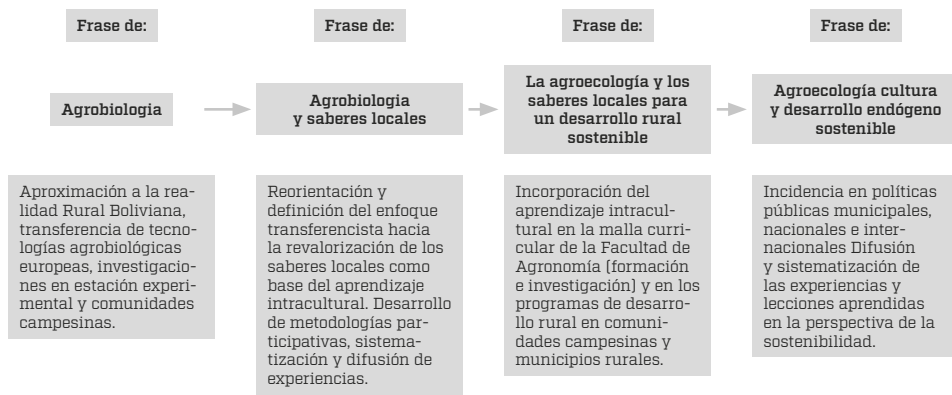 Frase de:
Frase de:
Frase de:
Frase de:
Agrobiologia
Agrobiologia
y saberes locales
La agroecología y los
saberes locales para
un desarrollo rural
sostenible
Agroecología cultura
y desarrollo endógeno
sostenible
Aproximación a la rea-
lidad Rural Boliviana,
transferencia de tecno-
logías agrobiológicas
europeas, investigacio-
nes en estación experi-
mental y comunidades
campesinas.
Reorientación y
definición del enfoque
transferencista hacia
la revalorización de los
saberes locales como
base del aprendizaje
intracultural. Desarrollo
de metodologías par-
ticipativas, sistema-
tización y difusión de
experiencias.
Incorporación del
aprendizaje intracul-
tural en la malla curri-
cular de la Facultad de
Agronomía (formación
e investigación) y en los
programas de desarro-
llo rural en comuni-
dades campesinas y
municipios rurales.
Incidencia en políticas
públicas municipales,
nacionales e inter-
nacionales Difusión
y sistematización de
las experiencias y
lecciones aprendidas
en la perspectiva de la
sostenibilidad.